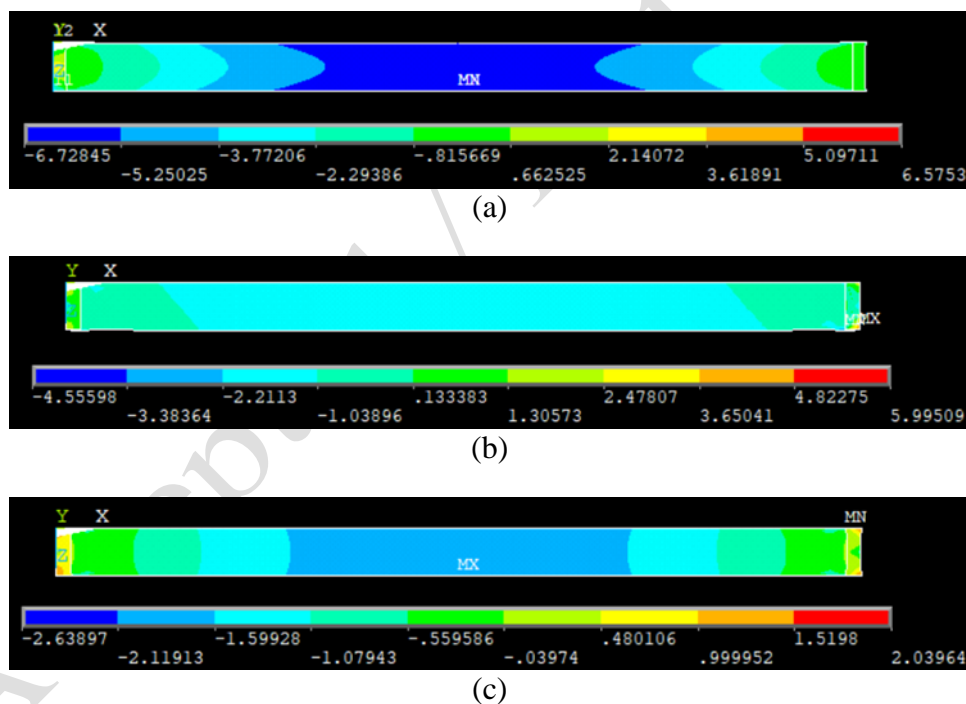 Y2 X
Z
MN
-6.72845 -3.77206 -.815669 2.14072 5.09711
-5.25025 -2.29386 .662525 3.61891 6.5753
(a)
Y X
MX
-4.55598 -2.2113 .133383 2.47807 4.82275
-3.38364 -1.03896 1.30573 3.65041 5.99509
(b)
Y X MN
Z MX
-2.63897 -1.59928 -.559586 .480106 1.5198
-2.11913 -1.07943 -.03974 .999952 2.03964
(c)